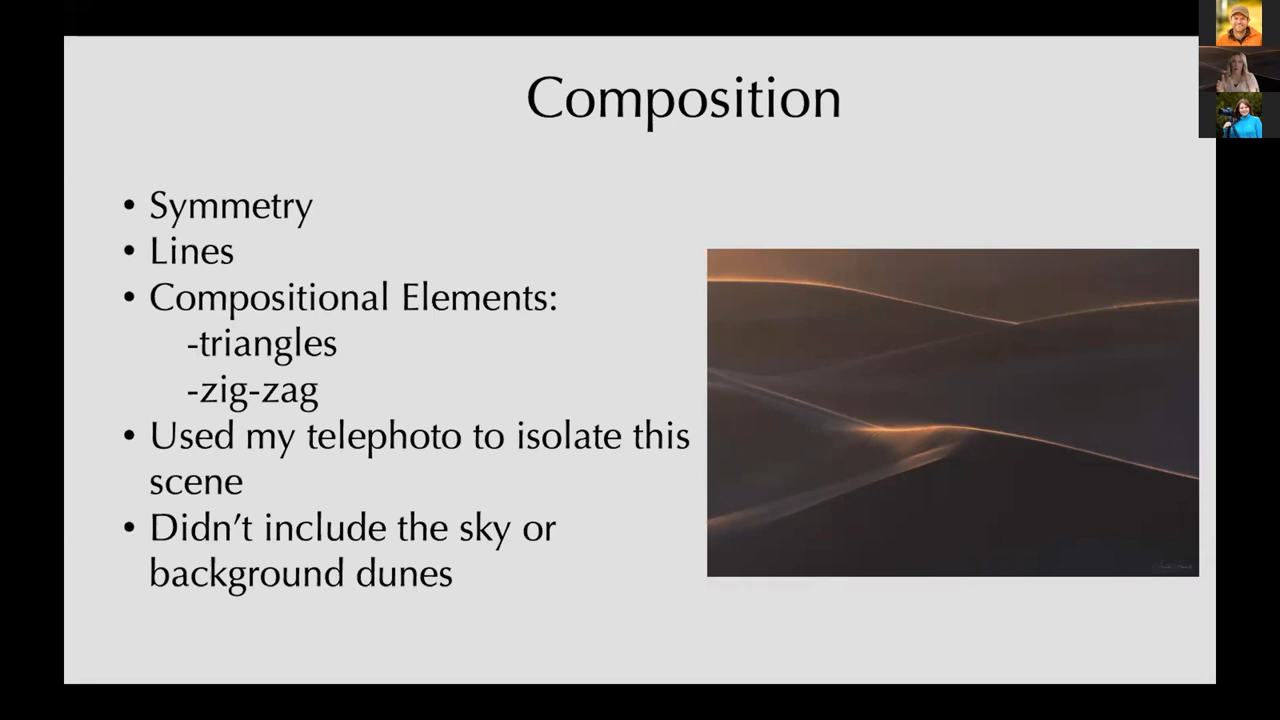 Composition
• Symmetry
• Lines
• Compositional Elements:
-triangles
-zig-zag
• Used my telephoto to isolate this
scene
• Didn’t include the sky or
background dunes